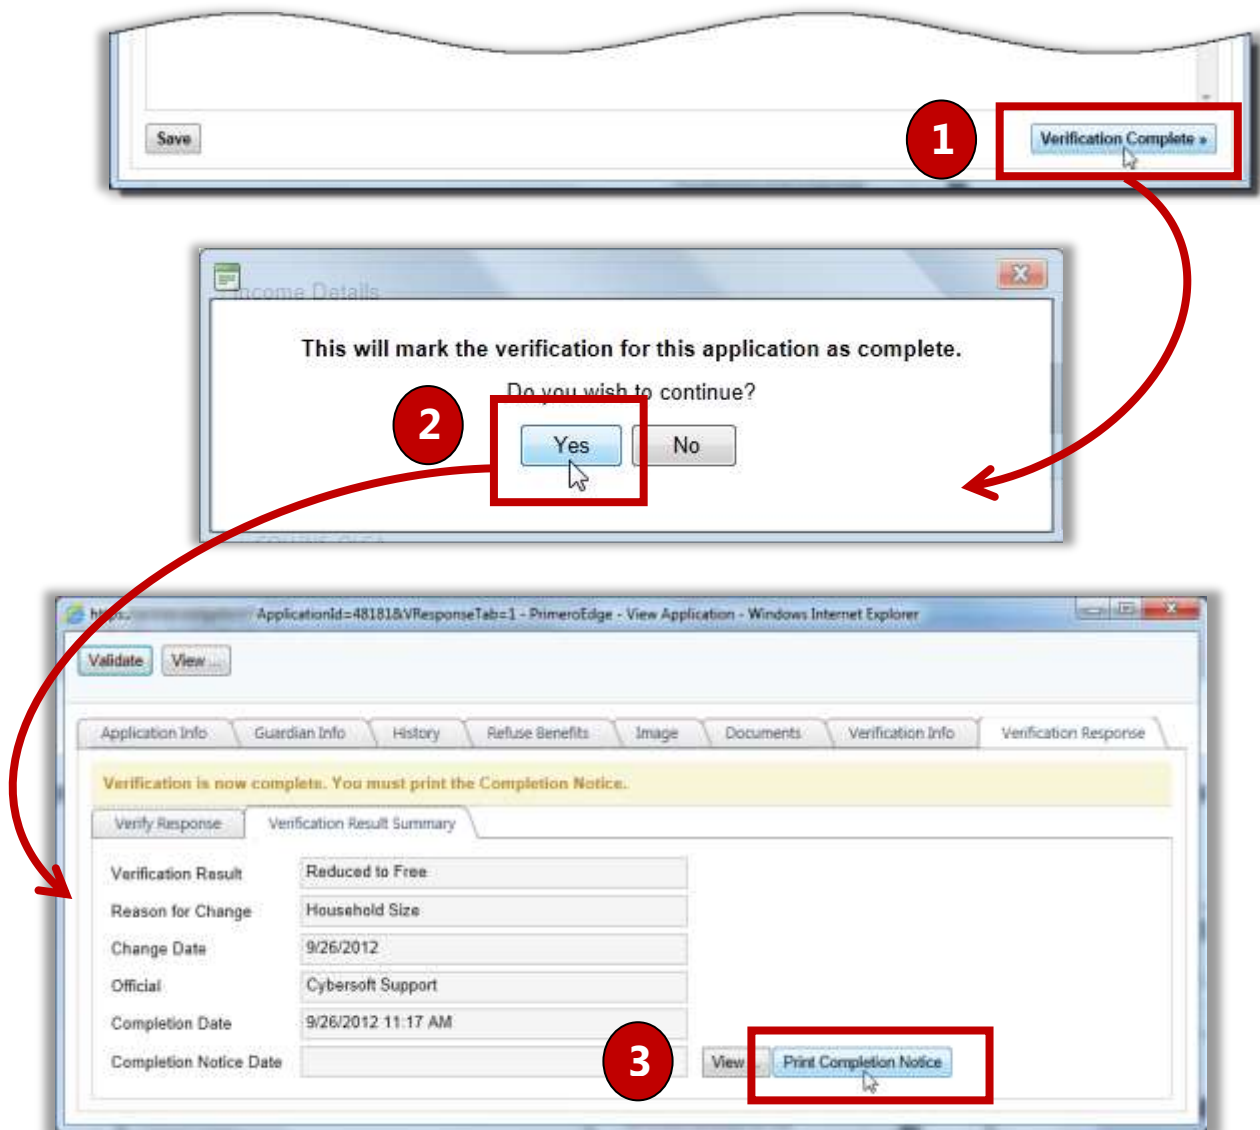 Save
1
Verification Complete »
Income Details
This will mark the verification for this application as complete.
Do you wish to continue?
2
Yes
No
ApplicationId=48181&VResponseTab=1 - PrimeroEdge - View Application - Windows Internet Explorer
Validate
View ...
Application Info
Guardian Info
History
Refuse Benefits
Image
Documents
Verification Info
Verification Response
Verification is now complete. You must print the Completion Notice.
Verify Response
Verification Result Summary
Verification Result
Reduced to Free
Reason for Change
Household Size
Change Date
9/26/2012
Official
Cybersoft Support
Completion Date
9/26/2012 11:17 AM
Completion Notice Date
3
View ...
Print Completion Notice